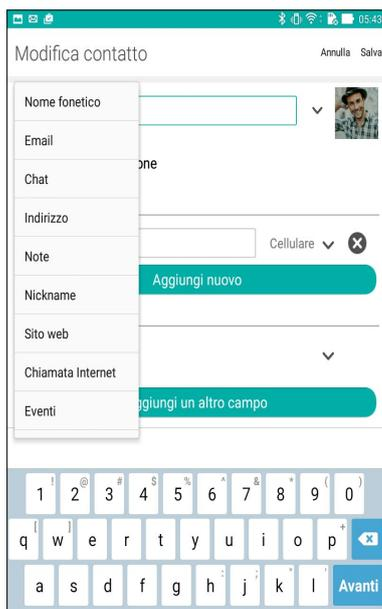 05:43
Modifica contatto
Annulla Salva
Nome fonetico
Email
one
Chat
Indirizzo
Note
Cellulare
Nickname
Aggiungi nuovo
Sito web
Chiamata Internet
Eventi
ggiungi un altro campo
1 ! 2 @ 3 # 4 $ 5 % 6 ^ 7 & 8 * 9 ( 0 )
q [ w ] e r t y u i o p +
a s d f g h : j ; k " l ' Avanti